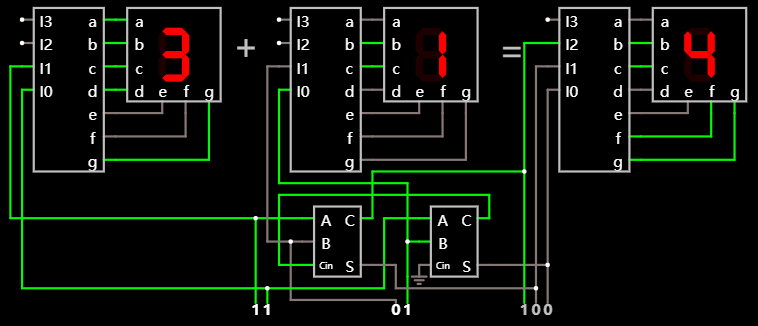 I3 a a I3 a a I3 a a
3 + 1 = 4
I2 b b I2 b b I2 b b
I1 c c I1 c c I1 c c
I0 d d e f g I0 d d e f g I0 d d e f g
e e e
f f f
g g g
A C A C
B B
Cin S Cin S
11 01 100